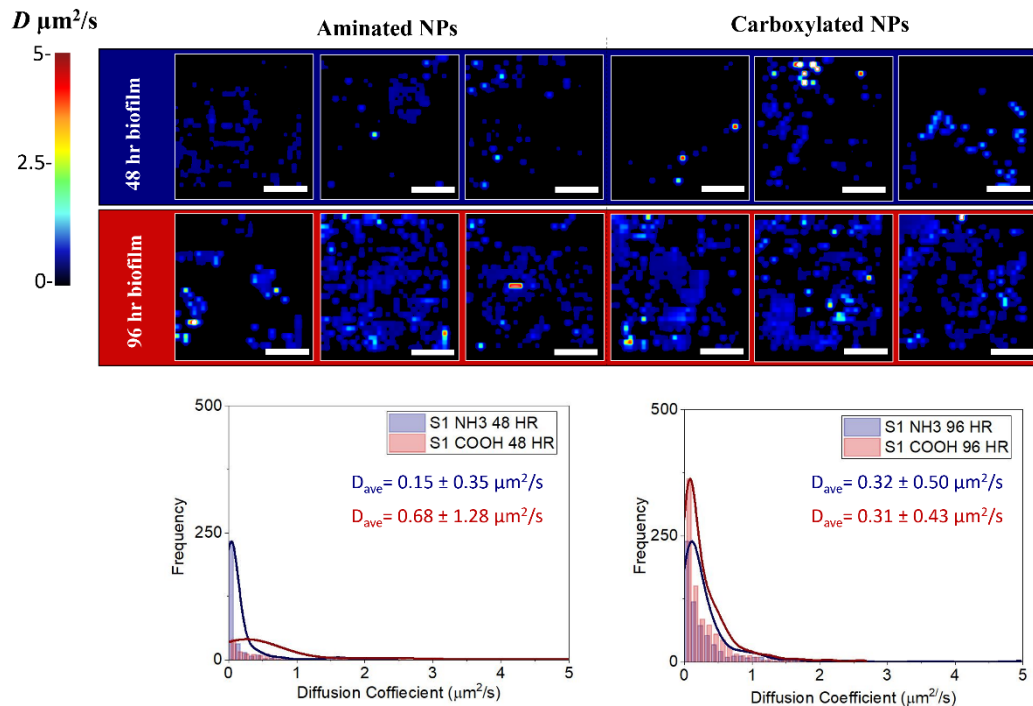 D µm²/s
Aminated NPs
Carboxylated NPs
5-
2.5-
0-
48 hr biofilm
96 hr biofilm
500
250
0
Frequency
S1 NH3 48 HR
S1 COOH 48 HR
Dave= 0.15 ± 0.35 µm²/s
Dave= 0.68 ± 1.28 µm²/s
0 1 2 3 4 5
Diffusion Coffiecient (µm²/s)
500
250
0
Frequency
S1 NH3 96 HR
S1 COOH 96 HR
Dave= 0.32 ± 0.50 µm²/s
Dave= 0.31 ± 0.43 µm²/s
0 1 2 3 4 5
Diffusion Coefficient (µm²/s)